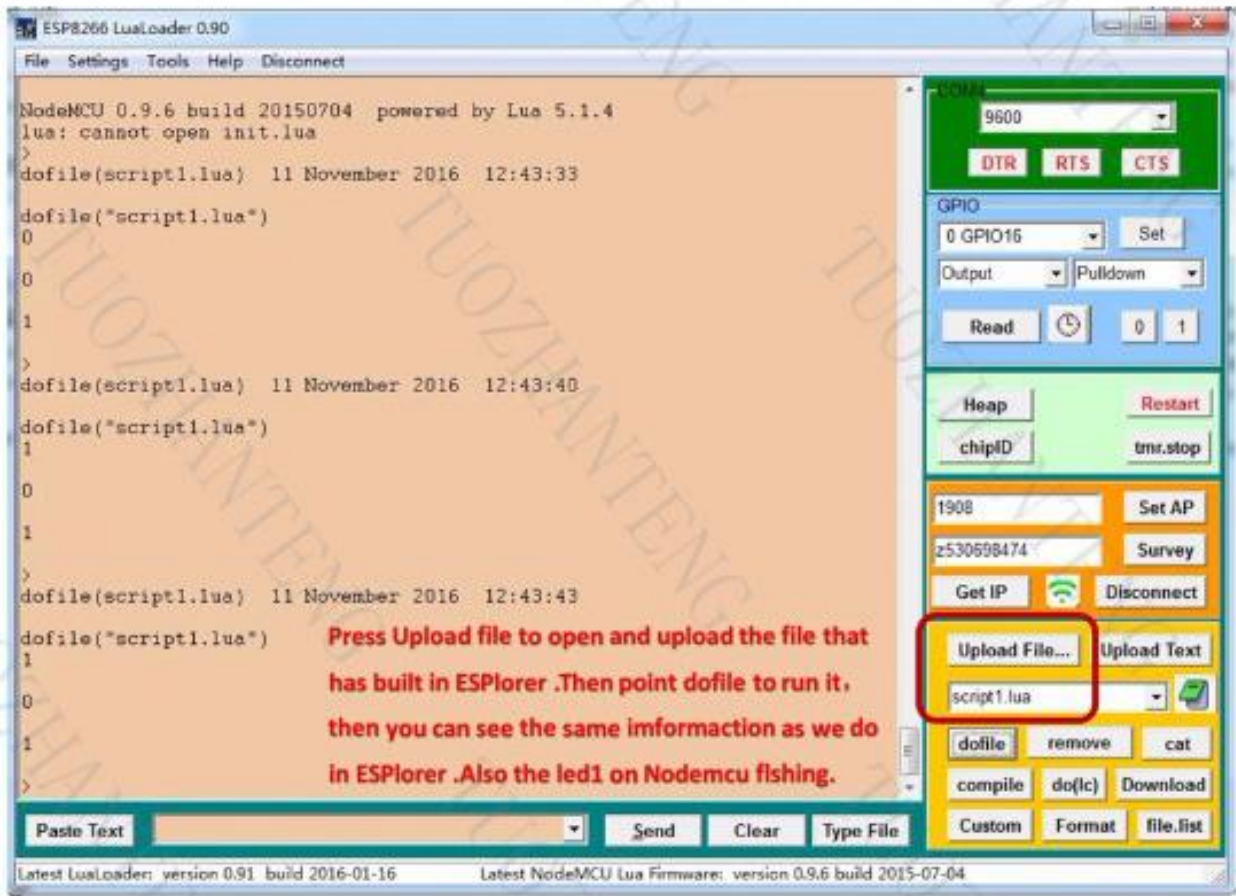 ESP8266 LuaLoader 0.90
File Settings Tools Help Disconnect
NodeMCU 0.9.6 build 20150704 powered by Lua 5.1.4
lua: cannot open init.lua
>
dofile(script1.lua) 11 November 2016 12:43:33
dofile("script1.lua")
0
0
1
>
dofile(script1.lua) 11 November 2016 12:43:40
dofile("script1.lua")
1
0
1
>
dofile(script1.lua) 11 November 2016 12:43:43
dofile("script1.lua")
1
0
1
>
Press Upload file to open and upload the file that
has built in ESPlorer .Then point dofile to run it,
then you can see the same imformaction as we do
in ESPlorer .Also the led1 on Nodemcu flshing.
Paste Text Send Clear Type File
Latest LuaLoader: version 0.91 build 2016-01-16 Latest NodeMCU Lua Firmware: version 0.9.6 build 2015-07-04
9600
DTR RTS CTS
GPIO
0 GPIO16 Set
Output Pulldown
Read 0 1
Heap Restart
chipID tmr.stop
1908 Set AP
z530698474 Survey
Get IP Disconnect
Upload File... Upload Text
script1.lua
dofile remove cat
compile do(lc) Download
Custom Format file.list
TUOZHANTENG
TUOZHANTENG